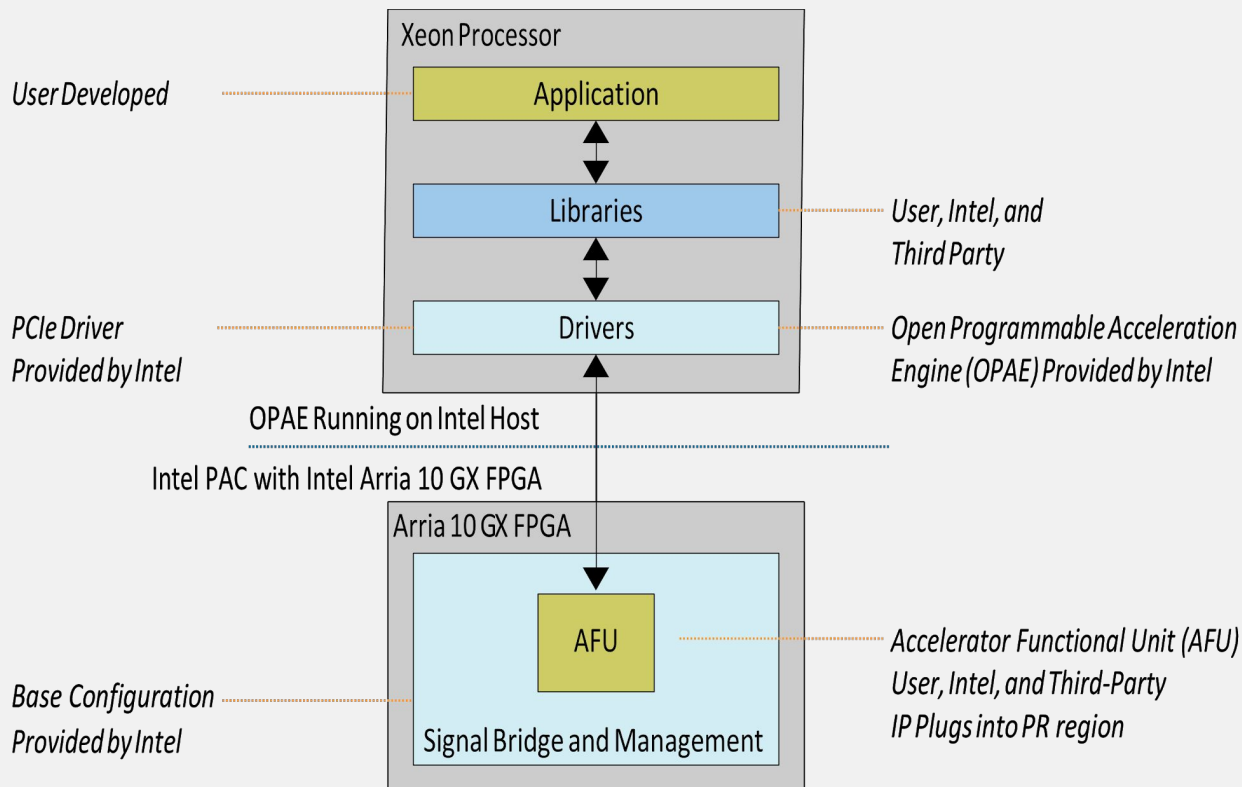 Xeon Processor
User Developed
Application
Libraries
User, Intel, and
Third Party
PCIe Driver
Provided by Intel
Drivers
Open Programmable Acceleration
Engine (OPAE) Provided by Intel
OPAE Running on Intel Host
Intel PAC with Intel Arria 10 GX FPGA
Arria 10 GX FPGA
AFU
Accelerator Functional Unit (AFU)
User, Intel, and Third-Party
IP Plugs into PR region
Base Configuration
Provided by Intel
Signal Bridge and Management